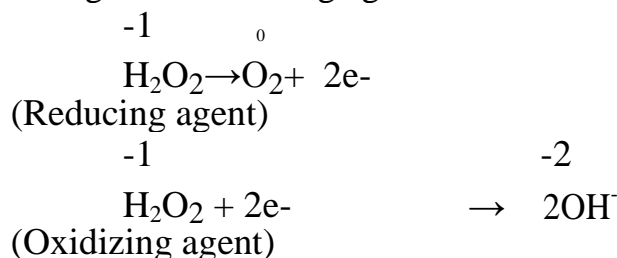 -1 0
H₂O₂→O₂+ 2e-
(Reducing agent)
-1 -2
H₂O₂ + 2e- → 2OH⁻
(Oxidizing agent)